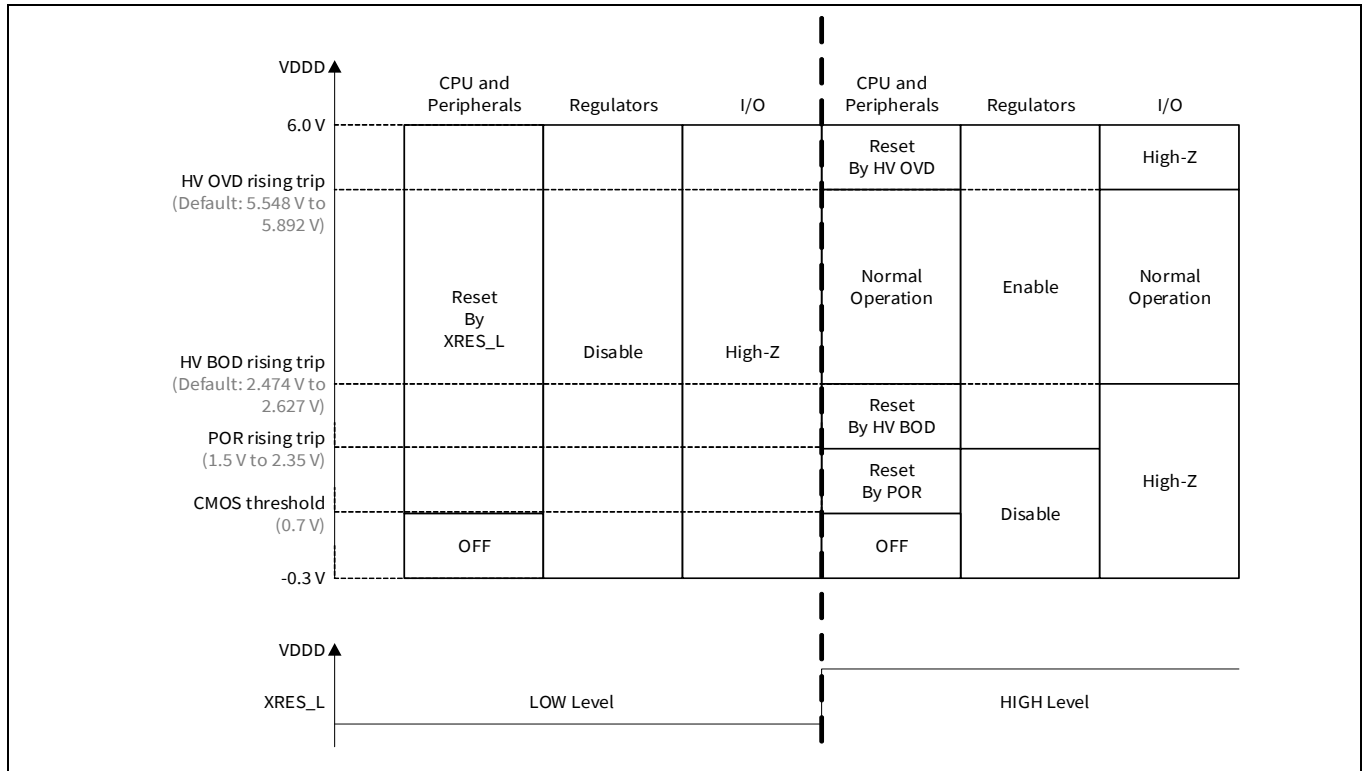 VDDD
CPU and
Peripherals
Regulators
I/O
CPU and
Peripherals
Regulators
I/O
6.0 V
Reset
By HV OVD
High-Z
HV OVD rising trip
(Default: 5.548 V to
5.892 V)
Reset
By
XRES_L
Disable
High-Z
Normal
Operation
Enable
Normal
Operation
HV BOD rising trip
(Default: 2.474 V to
2.627 V)
Reset
By HV BOD
POR rising trip
(1.5 V to 2.35 V)
Reset
By POR
High-Z
CMOS threshold
(0.7 V)
Disable
OFF
OFF
-0.3 V
VDDD
XRES_L
LOW Level
HIGH Level